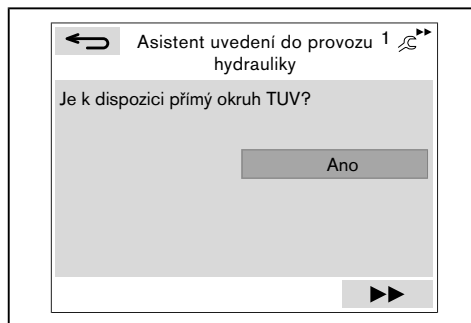 Asistent uvedení do provozu 1
hydrauliky
Je k dispozici přímý okruh TUV?
Ano